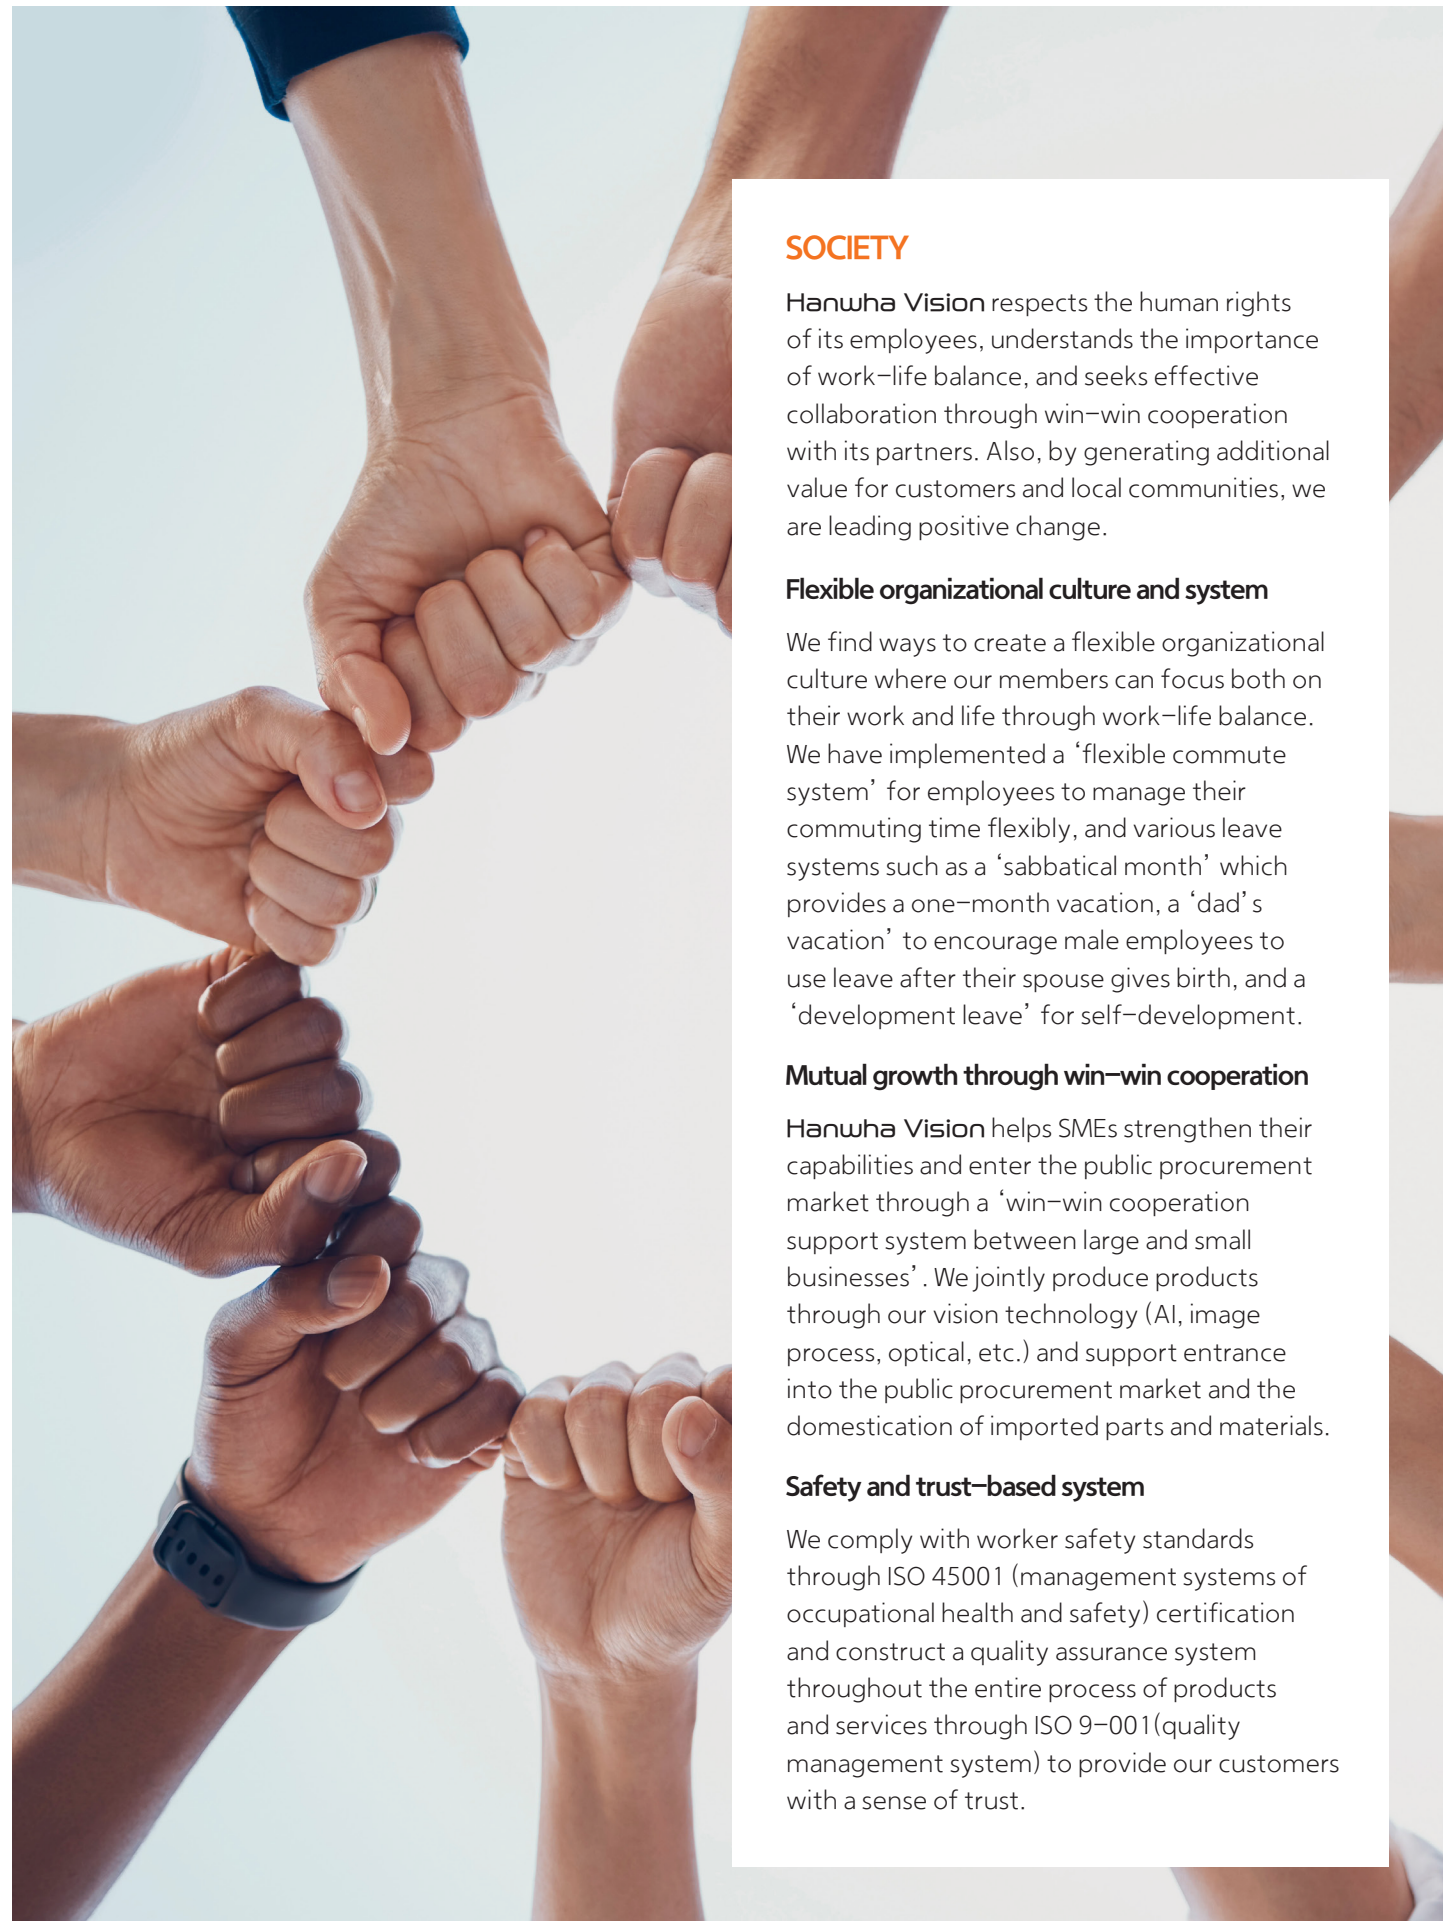 SOCIETY
Hanwha Vision respects the human rights
of its employees, understands the importance
of work-life balance, and seeks effective
collaboration through win-win cooperation
with its partners. Also, by generating additional
value for customers and local communities, we
are leading positive change.
Flexible organizational culture and system
We find ways to create a flexible organizational
culture where our members can focus both on
their work and life through work-life balance.
We have implemented a ‘flexible commute
system’ for employees to manage their
commuting time flexibly, and various leave
systems such as a ‘sabbatical month’ which
provides a one-month vacation, a ‘dad’s
vacation’ to encourage male employees to
use leave after their spouse gives birth, and a
‘development leave’ for self-development.
Mutual growth through win-win cooperation
Hanwha Vision helps SMEs strengthen their
capabilities and enter the public procurement
market through a ‘win-win cooperation
support system between large and small
businesses’. We jointly produce products
through our vision technology (AI, image
process, optical, etc.) and support entrance
into the public procurement market and the
domestication of imported parts and materials.
Safety and trust-based system
We comply with worker safety standards
through ISO 45001 (management systems of
occupational health and safety) certification
and construct a quality assurance system
throughout the entire process of products
and services through ISO 9-001(quality
management system) to provide our customers
with a sense of trust.